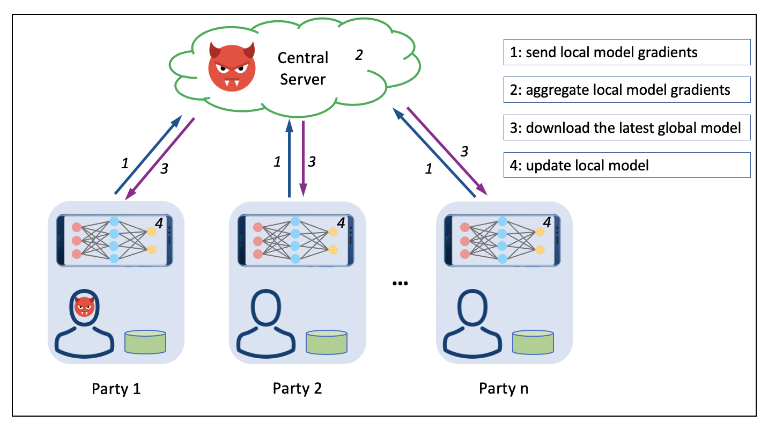 Central 2
Server
1: send local model gradients
2: aggregate local model gradients
3: download the latest global model
4: update local model
1 3 1 3 1 3
4 4 4
...
Party 1 Party 2 Party n